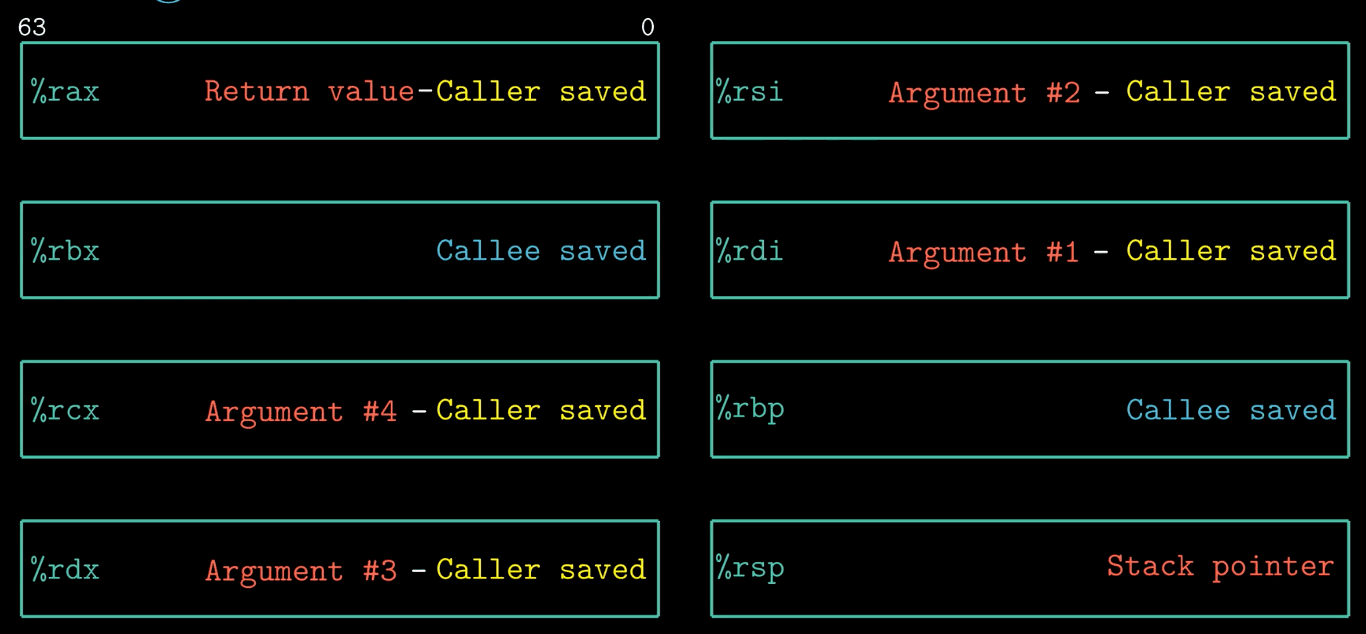 63 0
%rax Return value-Caller saved
%rbx Callee saved
%rcx Argument #4 - Caller saved
%rdx Argument #3 - Caller saved
%rsi Argument #2 - Caller saved
%rdi Argument #1 - Caller saved
%rbp Callee saved
%rsp Stack pointer